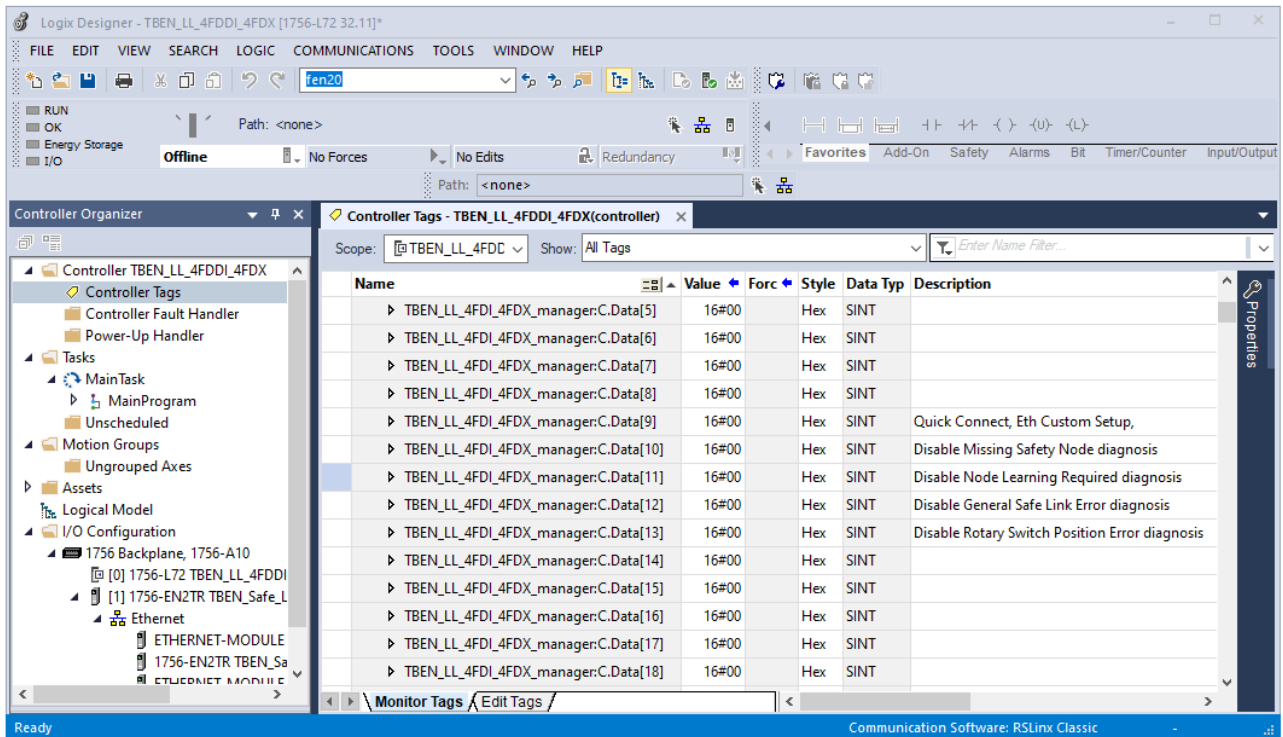 Logix Designer - TBEN_LL_4FDDI_4FDX [1756-L72 32.11]*
FILE EDIT VIEW SEARCH LOGIC COMMUNICATIONS TOOLS WINDOW HELP
fen20
RUN
OK
Energy Storage
I/O
Path: <none>
Offline
No Forces
No Edits
Redundancy
Favorites Add-On Safety Alarms Bit Timer/Counter Input/Output
Path: <none>
Controller Organizer
Controller TBEN_LL_4FDDI_4FDX
Controller Tags
Controller Fault Handler
Power-Up Handler
Tasks
MainTask
MainProgram
Unscheduled
Motion Groups
Ungrouped Axes
Assets
Logical Model
I/O Configuration
1756 Backplane, 1756-A10
[0] 1756-L72 TBEN_LL_4FDDI
[1] 1756-EN2TR TBEN_Safe_L
Ethernet
ETHERNET-MODULE
1756-EN2TR TBEN_Sa
ETHERNET-MODULE
Controller Tags - TBEN_LL_4FDDI_4FDX(controller)
Scope: TBEN_LL_4FDC Show: All Tags Enter Name Filter...
Name Value Forc Style Data Typ Description
TBEN_LL_4FDI_4FDX_manager:C.Data[5] 16#00 Hex SINT
TBEN_LL_4FDI_4FDX_manager:C.Data[6] 16#00 Hex SINT
TBEN_LL_4FDI_4FDX_manager:C.Data[7] 16#00 Hex SINT
TBEN_LL_4FDI_4FDX_manager:C.Data[8] 16#00 Hex SINT
TBEN_LL_4FDI_4FDX_manager:C.Data[9] 16#00 Hex SINT Quick Connect, Eth Custom Setup,
TBEN_LL_4FDI_4FDX_manager:C.Data[10] 16#00 Hex SINT Disable Missing Safety Node diagnosis
TBEN_LL_4FDI_4FDX_manager:C.Data[11] 16#00 Hex SINT Disable Node Learning Required diagnosis
TBEN_LL_4FDI_4FDX_manager:C.Data[12] 16#00 Hex SINT Disable General Safe Link Error diagnosis
TBEN_LL_4FDI_4FDX_manager:C.Data[13] 16#00 Hex SINT Disable Rotary Switch Position Error diagnosis
TBEN_LL_4FDI_4FDX_manager:C.Data[14] 16#00 Hex SINT
TBEN_LL_4FDI_4FDX_manager:C.Data[15] 16#00 Hex SINT
TBEN_LL_4FDI_4FDX_manager:C.Data[16] 16#00 Hex SINT
TBEN_LL_4FDI_4FDX_manager:C.Data[17] 16#00 Hex SINT
TBEN_LL_4FDI_4FDX_manager:C.Data[18] 16#00 Hex SINT
Monitor Tags Edit Tags
Properties
Ready
Communication Software: RSLinx Classic -